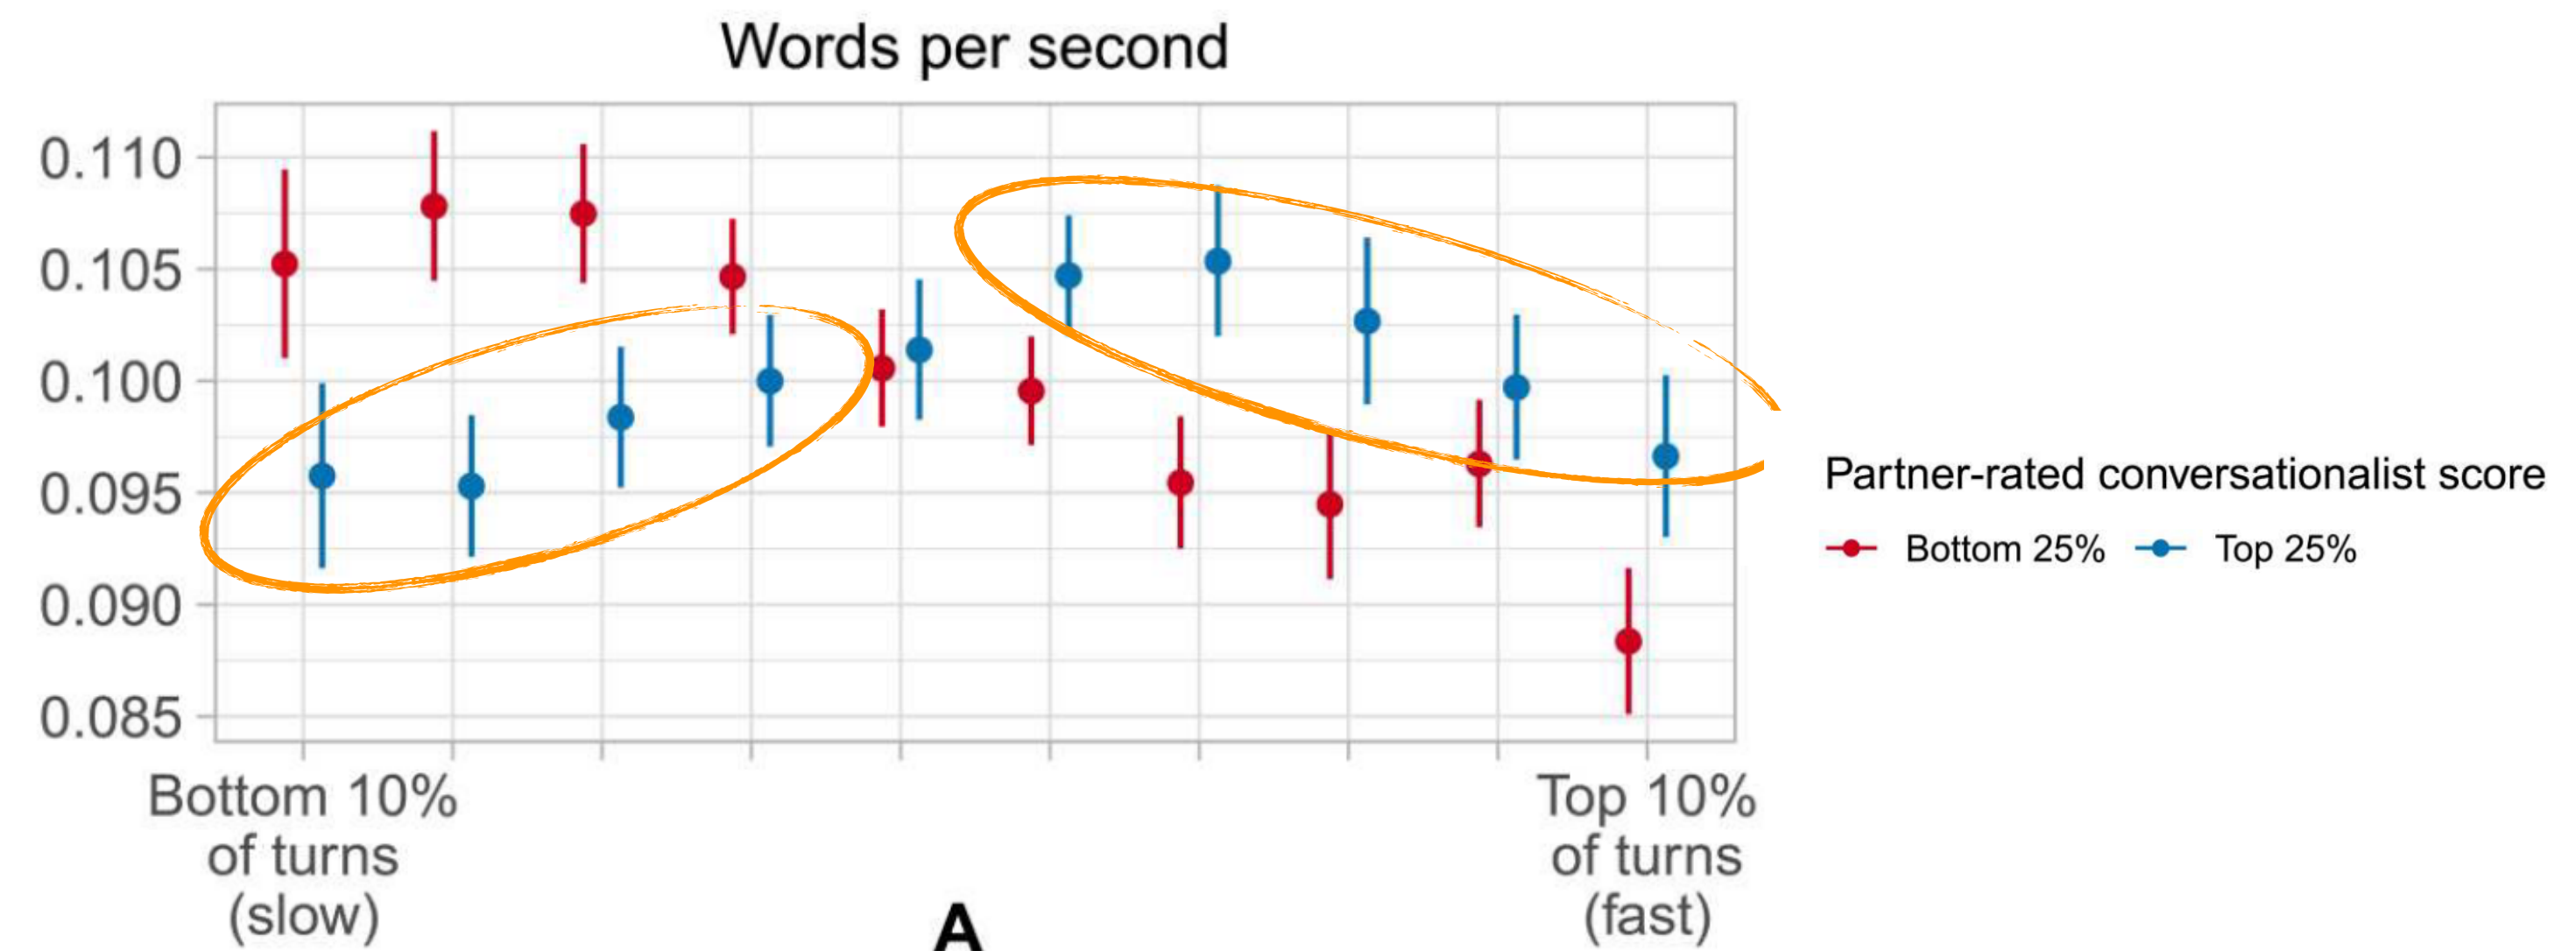 Words per second
0.110
0.105
0.100
0.095
0.090
0.085
Bottom 10%
of turns
(slow)
Top 10%
of turns
(fast)
Partner-rated conversationalist score
Bottom 25% Top 25%
A